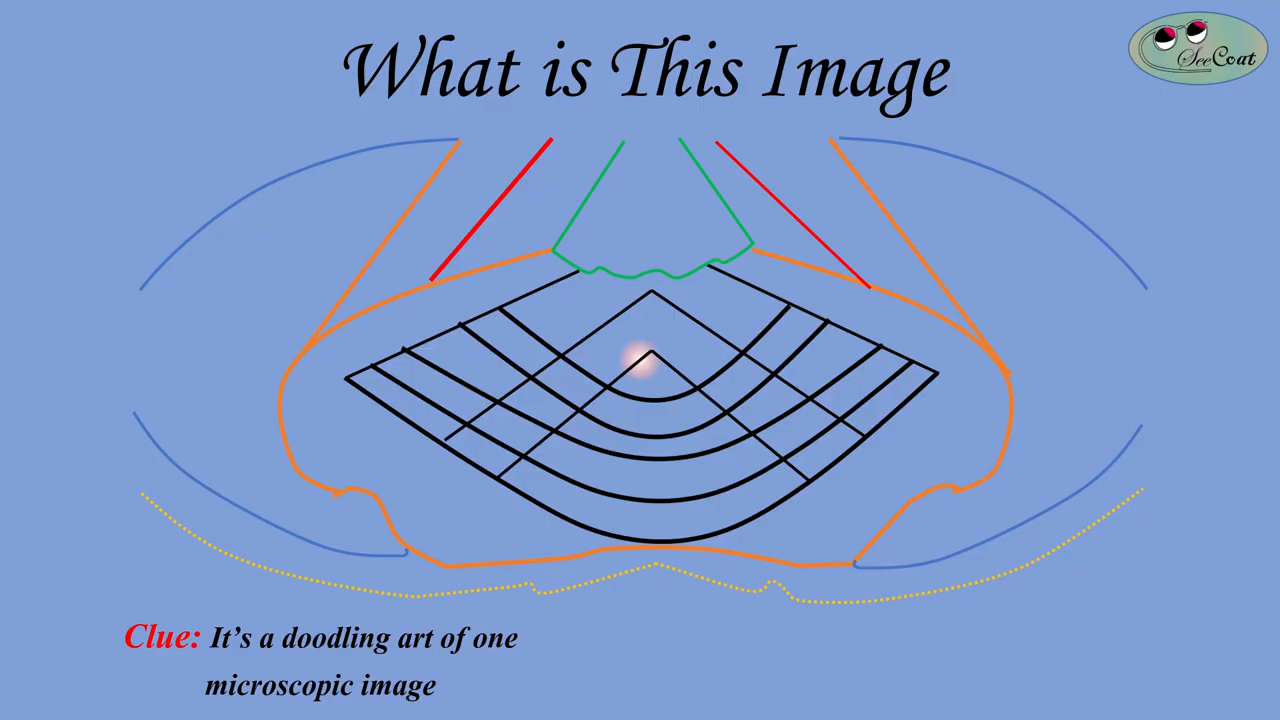 What is This Image
SeeCoat
Clue: It's a doodling art of one
microscopic image